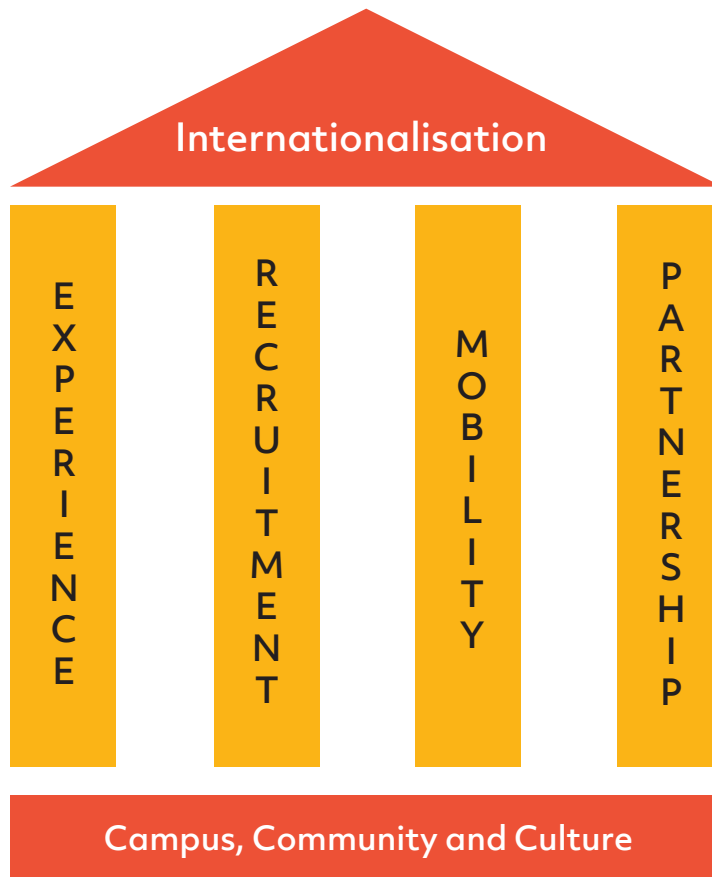 Internationalisation
EXPERIENCE
RECRUITMENT
MOBILITY
PARTNERSHIP
Campus, Community and Culture